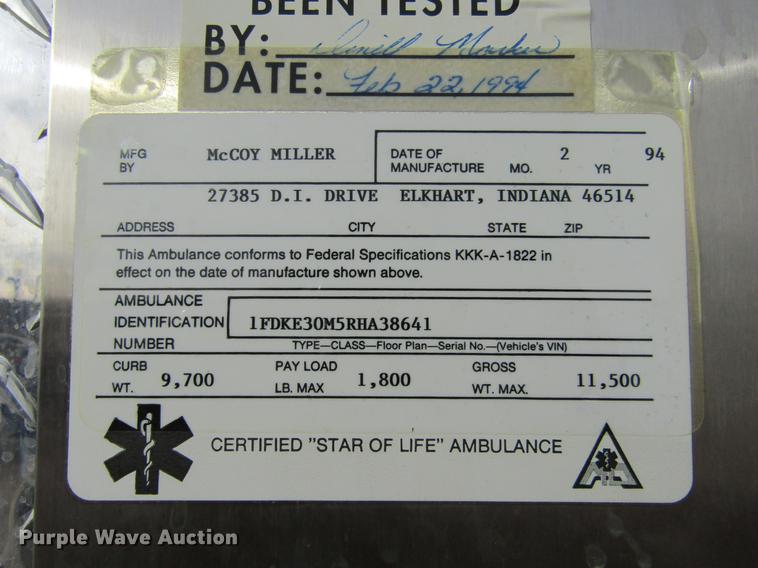 BEEN TESTED
BY:
DATE: Feb 22, 1994
MFG BY McCOY MILLER DATE OF MANUFACTURE MO. 2 YR 94
27385 D.I. DRIVE ELKHART, INDIANA 46514
ADDRESS CITY STATE ZIP
This Ambulance conforms to Federal Specifications KKK-A-1822 in
effect on the date of manufacture shown above.
AMBULANCE
IDENTIFICATION 1FDKE30M5RHA38641
NUMBER TYPE—CLASS—Floor Plan—Serial No.—(Vehicle's VIN)
CURB WT. 9,700 PAY LOAD LB. MAX 1,800 GROSS WT. MAX. 11,500
CERTIFIED "STAR OF LIFE" AMBULANCE
Purple Wave Auction